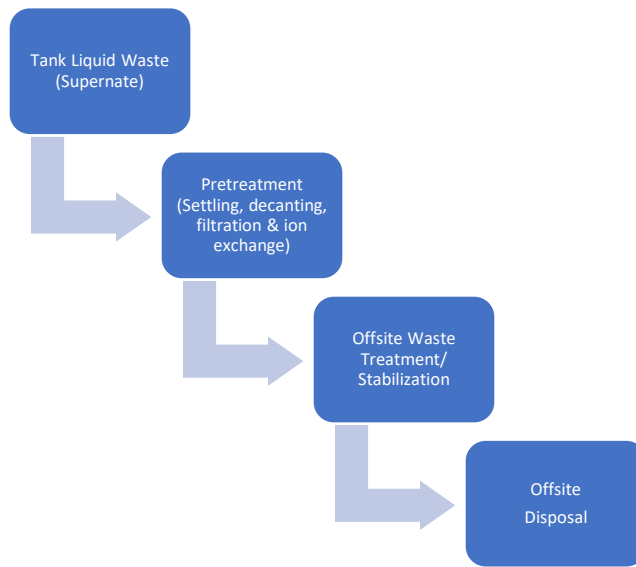 Tank Liquid Waste
(Supernate)
Pretreatment
(Settling, decanting,
filtration & ion
exchange)
Offsite Waste
Treatment/
Stabilization
Offsite
Disposal